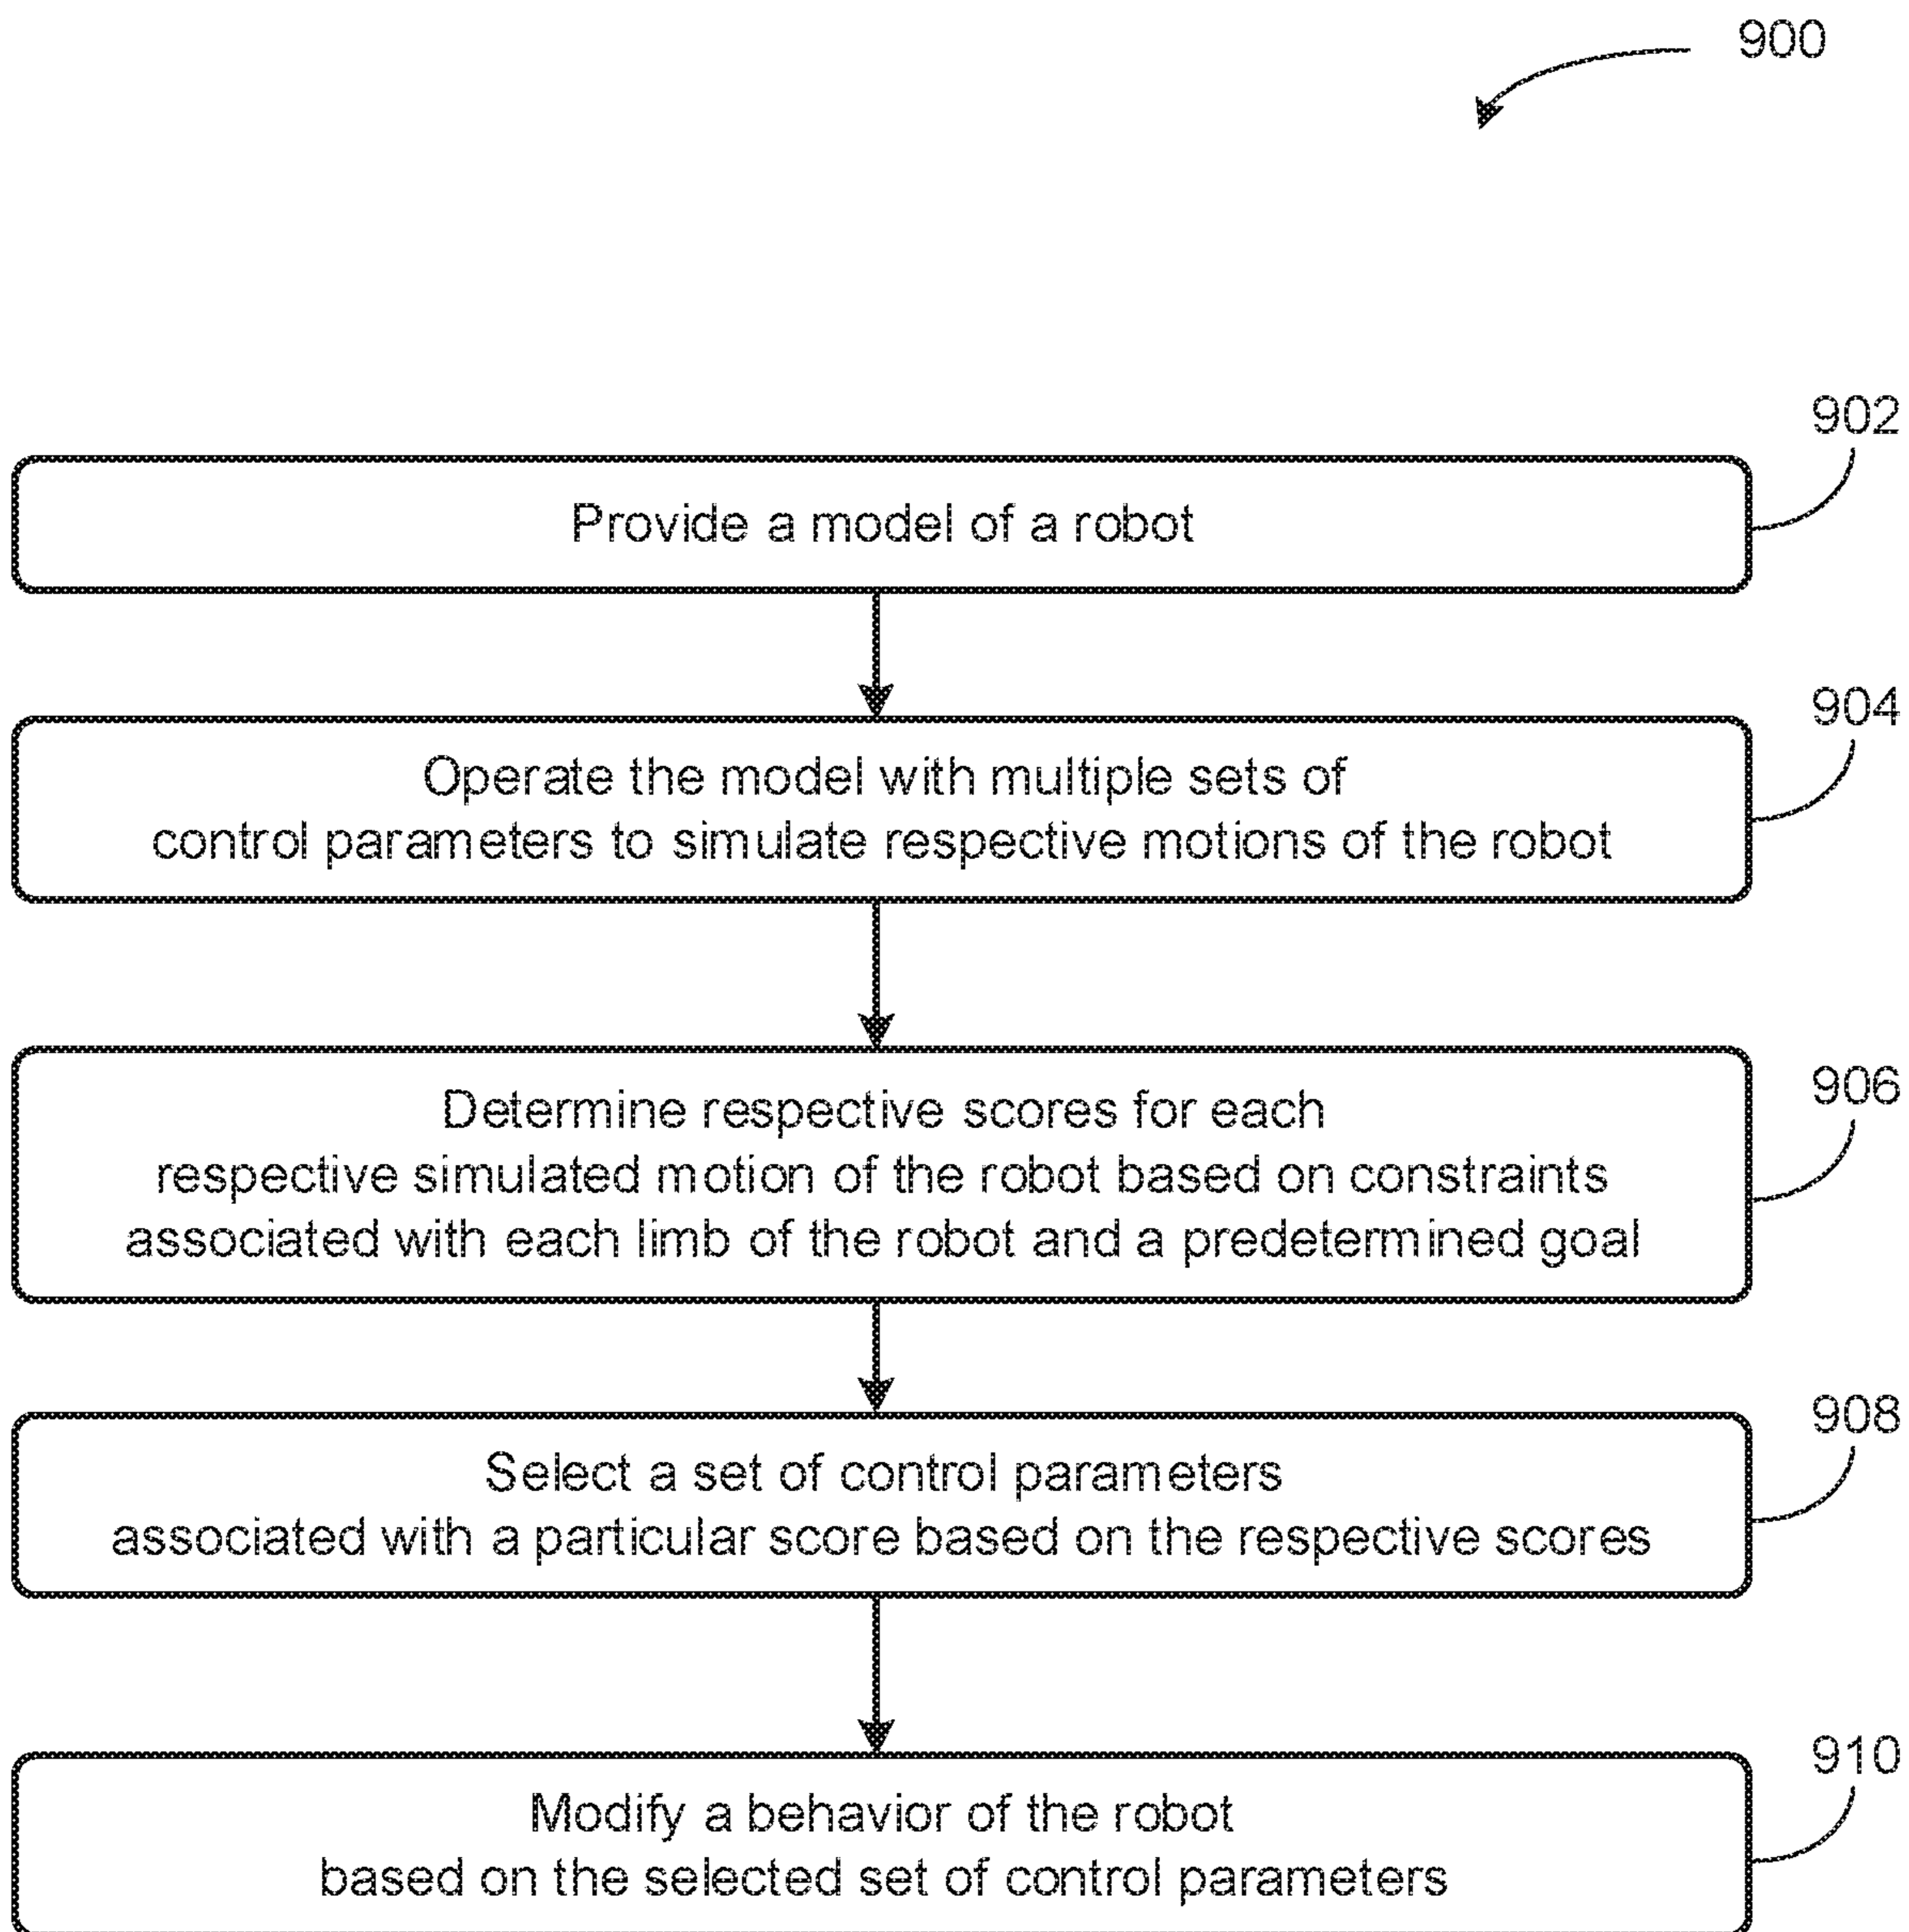 900
902
Provide a model of a robot
904
Operate the model with multiple sets of
control parameters to simulate respective motions of the robot
906
Determine respective scores for each
respective simulated motion of the robot based on constraints
associated with each limb of the robot and a predetermined goal
908
Select a set of control parameters
associated with a particular score based on the respective scores
910
Modify a behavior of the robot
based on the selected set of control parameters